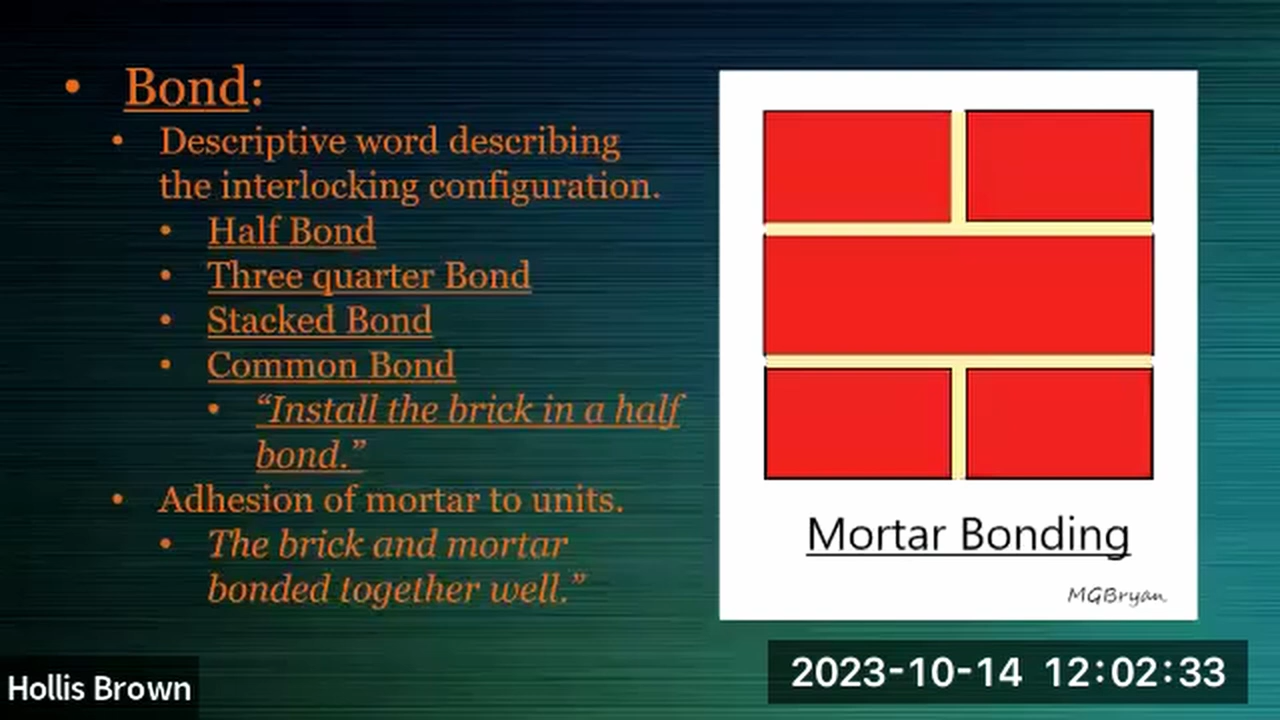 • Bond:
• Descriptive word describing
the interlocking configuration.
• Half Bond
• Three quarter Bond
• Stacked Bond
• Common Bond
• “Install the brick in a half
bond.”
• Adhesion of mortar to units.
• The brick and mortar
bonded together well.”
Mortar Bonding
MGBryan
2023-10-14 12:02:33
Hollis Brown